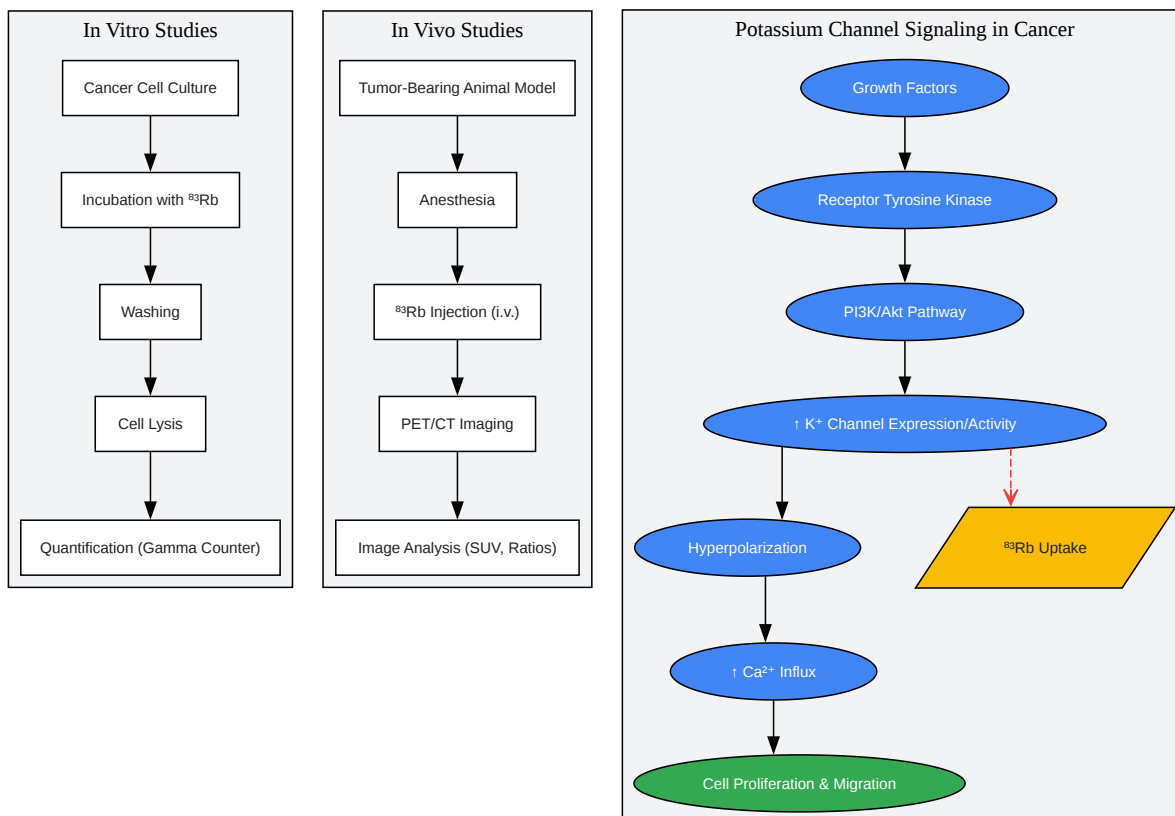 In Vitro Studies
Cancer Cell Culture
Incubation with ⁸³Rb
Washing
Cell Lysis
Quantification (Gamma Counter)
In Vivo Studies
Tumor-Bearing Animal Model
Anesthesia
⁸³Rb Injection (i.v.)
PET/CT Imaging
Image Analysis (SUV, Ratios)
Potassium Channel Signaling in Cancer
Growth Factors
Receptor Tyrosine Kinase
PI3K/Akt Pathway
↑ K⁺ Channel Expression/Activity
Hyperpolarization
⁸³Rb Uptake
↑ Ca²⁺ Influx
Cell Proliferation & Migration